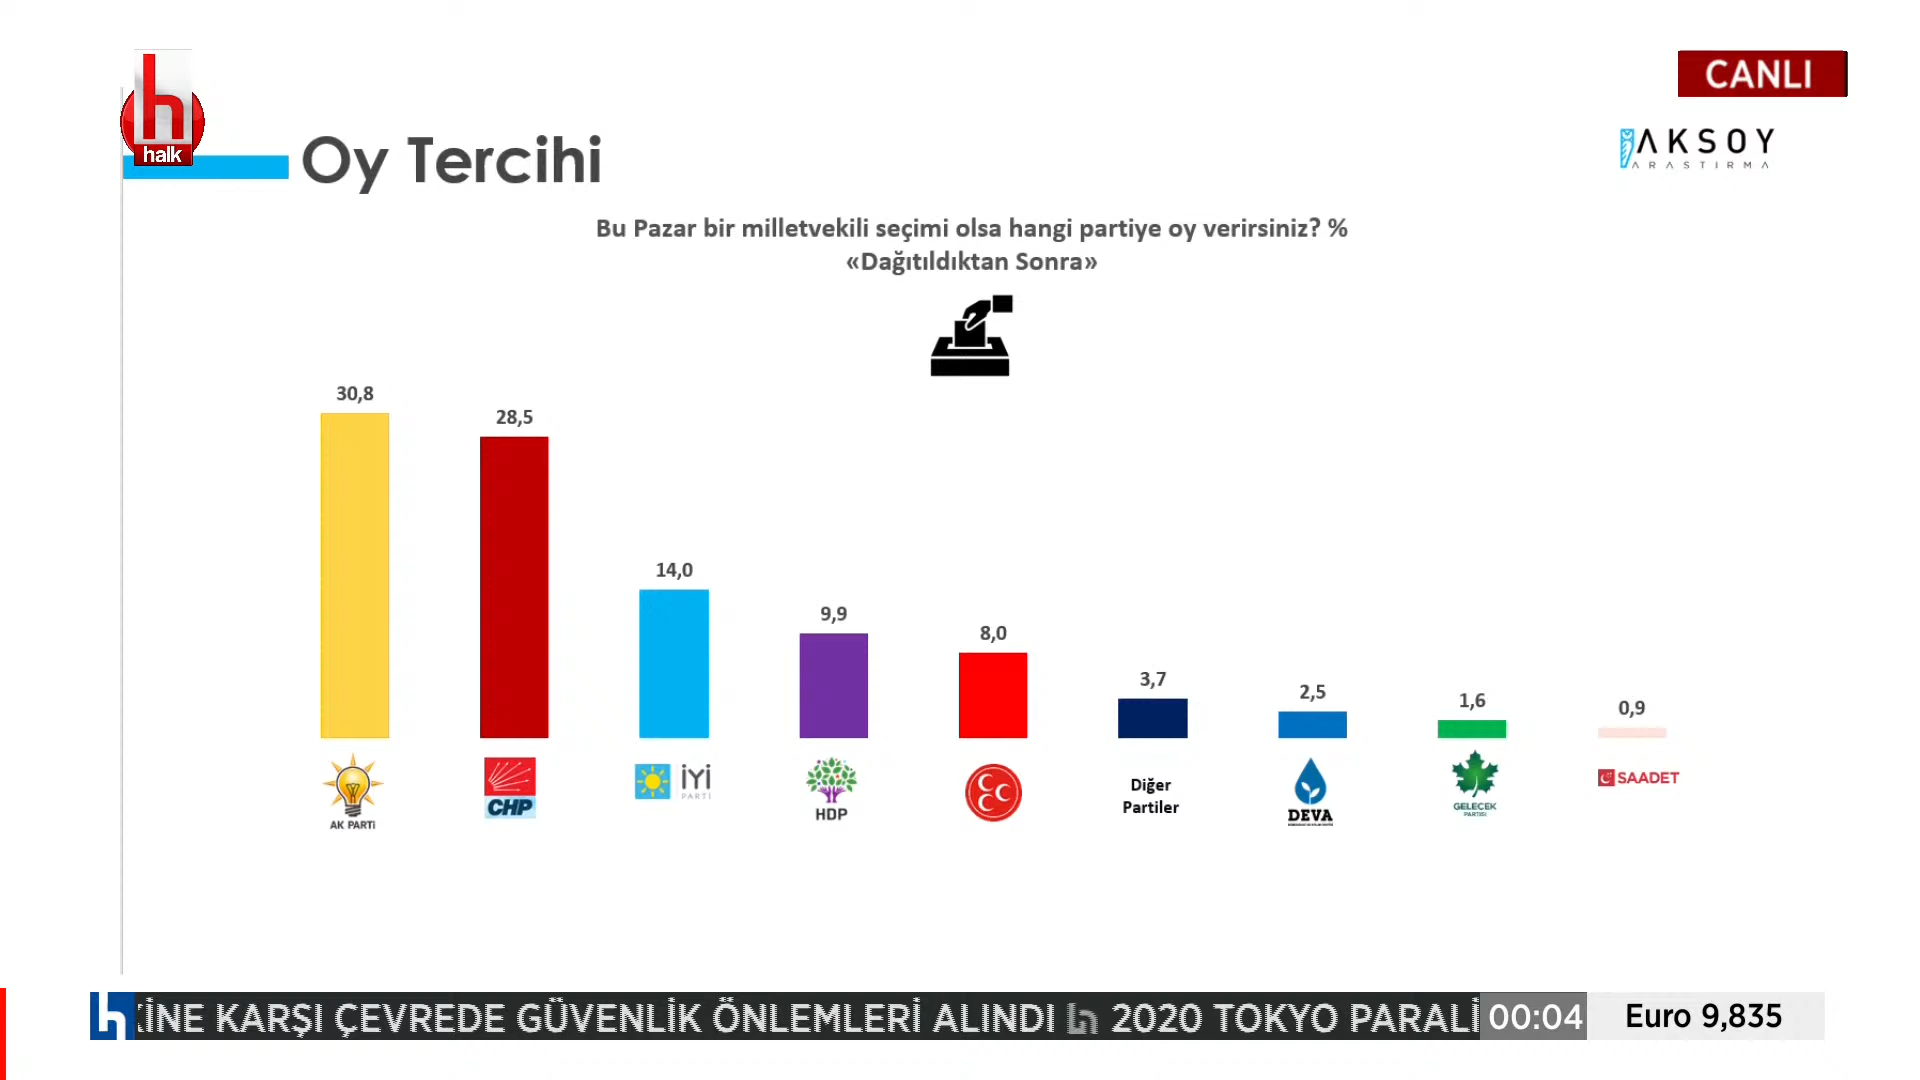 halk
CANLI
AKSOY
ARAŞTIRMA
Oy Tercihi
Bu Pazar bir milletvekili seçimi olsa hangi partiye oy verirsiniz? %
«Dağıtıldıktan Sonra»
30,8
28,5
14,0
9,9
8,0
3,7
2,5
1,6
0,9
AK PARTİ
CHP
İYİ
PARTİ
HDP
Diğer
Partiler
DEVA
GELECEK
PARTİSİ
SAADET
KİNE KARŞI ÇEVREDE GÜVENLİK ÖNLEMLERİ ALINDI 2020 TOKYO PARALİ
00:04
Euro 9,835